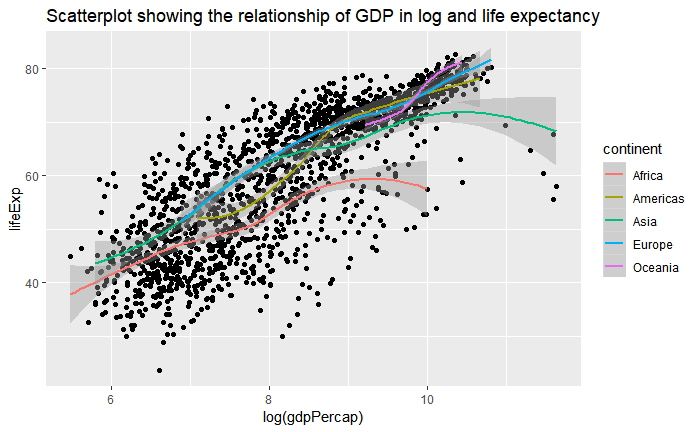 Scatterplot showing the relationship of GDP in log and life expectancy
lifeExp
80
60
40
6
8
10
log(gdpPercap)
continent
Africa
Americas
Asia
Europe
Oceania